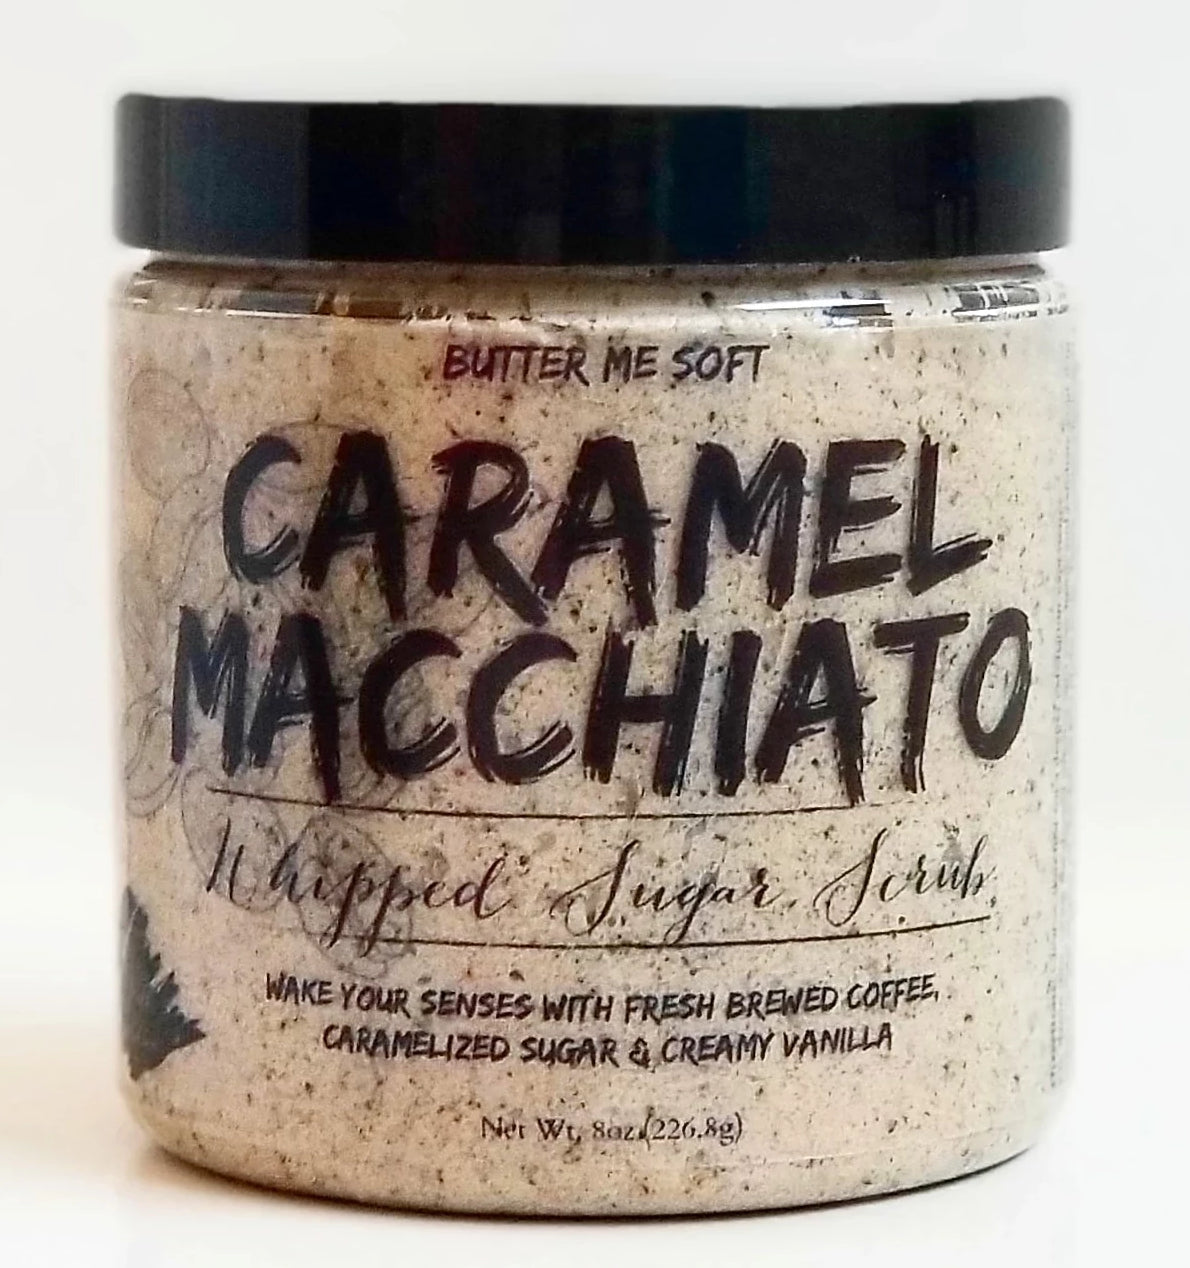 BUTTER ME SOFT
CARAMEL
MACCHIATO
Whipped Sugar Scrub
WAKE YOUR SENSES WITH FRESH BREWED COFFEE,
CARAMELIZED SUGAR & CREAMY VANILLA
Net Wt, 8oz.(226.8g)